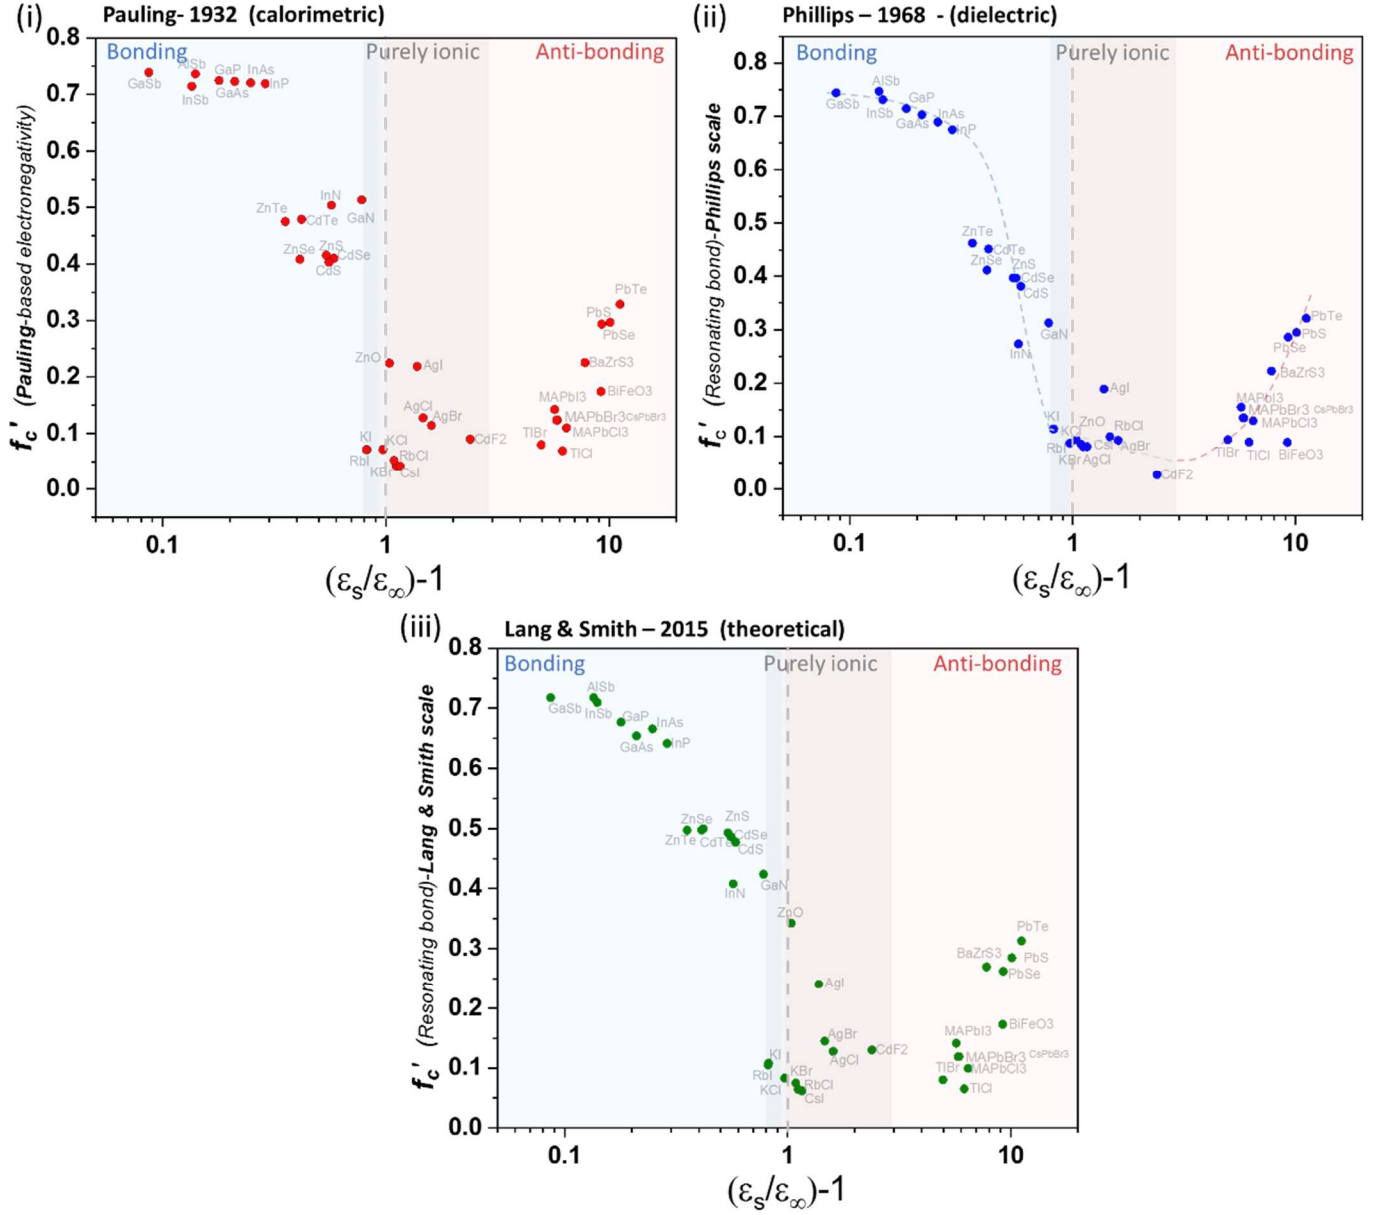 (i)
Pauling- 1932 (calorimetric)
Bonding
Purely ionic
Anti-bonding
0.8
0.7
0.6
0.5
0.4
0.3
0.2
0.1
0.0
fc' (Pauling-based electronegativity)
GaSb
AlSb
InSb
GaP
GaAs
InAs
InP
ZnTe
CdTe
InN
GaN
ZnSe
ZnS
CdSe
CdS
ZnO
AgI
AgCl
AgBr
CdF2
KI
RbI
KCl
RbCl
KBr
CsI
PbTe
PbS
PbSe
BaZrS3
BiFeO3
MAPbI3
MAPbBr3
CsPbBr3
MAPbCl3
TlBr
TlCl
0.1
1
10
(εs/ε∞)-1
(ii)
Phillips – 1968 - (dielectric)
Bonding
Purely ionic
Anti-bonding
0.8
0.7
0.6
0.5
0.4
0.3
0.2
0.1
0.0
fc' (Resonating bond)-Phillips scale
GaSb
AlSb
InSb
GaP
GaAs
InAs
InP
ZnTe
CdTe
ZnSe
ZnS
CdSe
CdS
GaN
InN
AgI
KI
KCl
ZnO
RbCl
RbI
CsI
AgBr
KBr
AgCl
CdF2
PbTe
PbS
PbSe
BaZrS3
MAPbI3
MAPbBr3
CsPbBr3
MAPbCl3
TlBr
TlCl
BiFeO3
0.1
1
10
(εs/ε∞)-1
(iii)
Lang & Smith – 2015 (theoretical)
Bonding
Purely ionic
Anti-bonding
0.8
0.7
0.6
0.5
0.4
0.3
0.2
0.1
0.0
fc' (Resonating bond)-Lang & Smith scale
GaSb
AlSb
InSb
GaP
GaAs
InAs
InP
ZnSe
ZnS
ZnTe
CdTe
CdSe
CdS
InN
GaN
ZnO
AgI
AgBr
AgCl
CdF2
KI
RbI
KBr
KCl
RbCl
CsI
PbTe
BaZrS3
PbS
PbSe
BiFeO3
MAPbI3
MAPbBr3
CsPbBr3
TlBr
MAPbCl3
TlCl
0.1
1
10
(εs/ε∞)-1